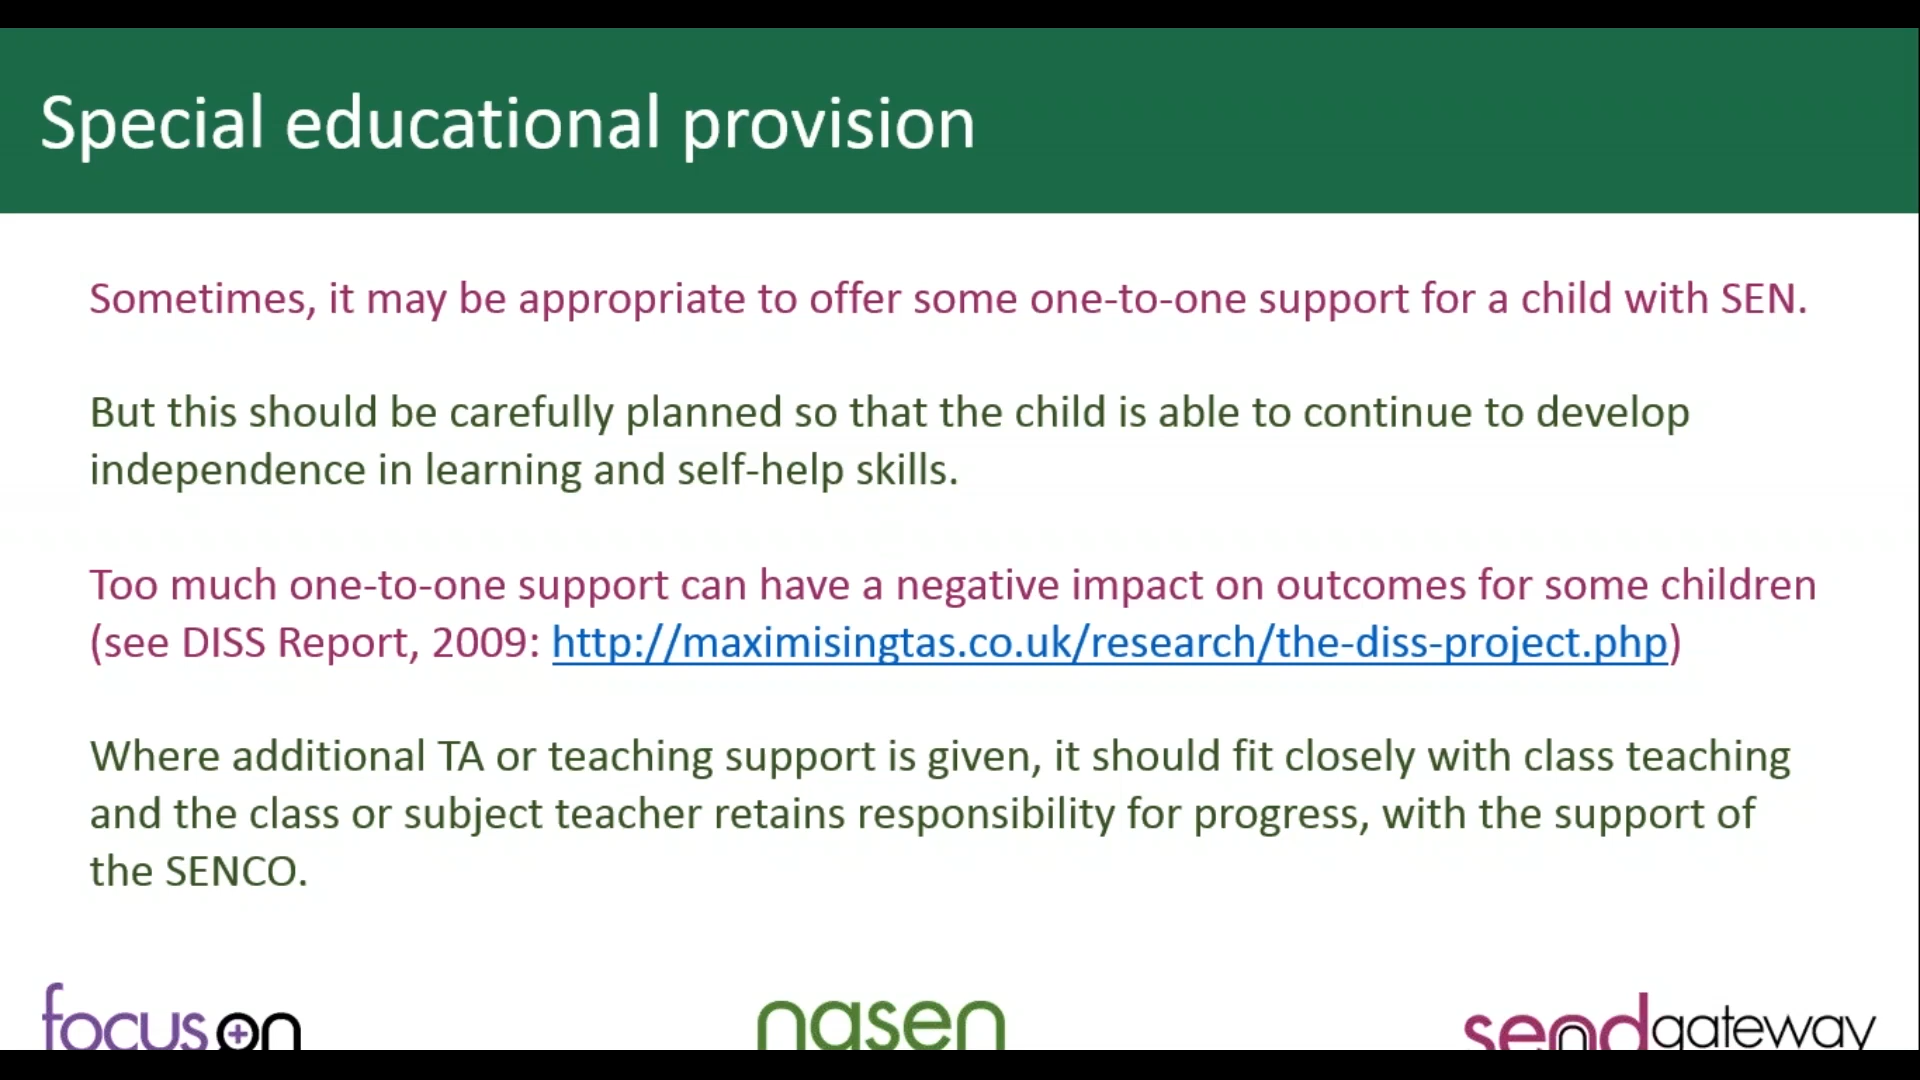 Special educational provision
Sometimes, it may be appropriate to offer some one-to-one support for a child with SEN.
But this should be carefully planned so that the child is able to continue to develop
independence in learning and self-help skills.
Too much one-to-one support can have a negative impact on outcomes for some children
(see DISS Report, 2009: http://maximisingtas.co.uk/research/the-diss-project.php)
Where additional TA or teaching support is given, it should fit closely with class teaching
and the class or subject teacher retains responsibility for progress, with the support of
the SENCO.
focus on
nasen
sendgateway